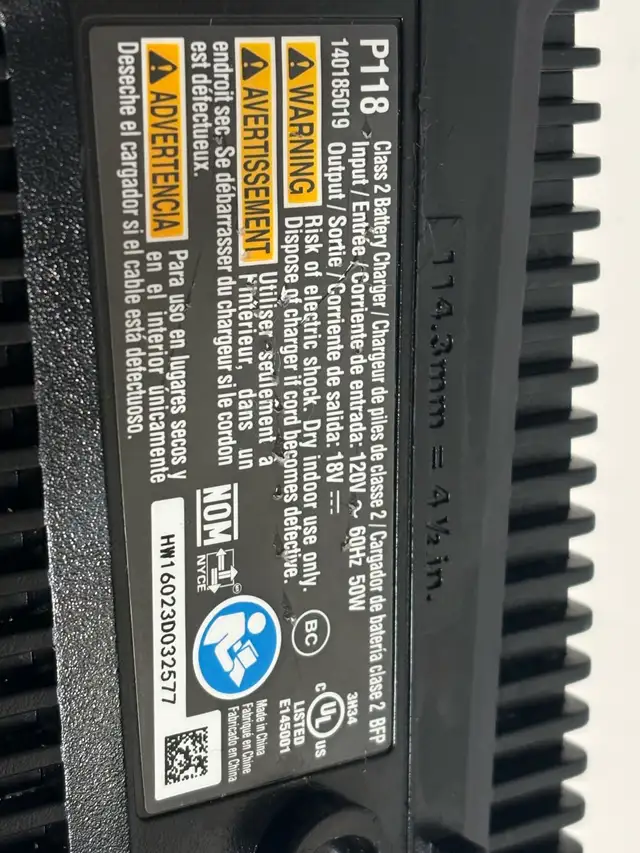 114.3mm = 4 ½ in.
P118 Class 2 Battery Charger / Chargeur de piles de classe 2 / Cargador de batería clase 2 BFP
140185019 Input / Entrée / Corriente de entrada: 120V ~ 60Hz 50W
Output / Sortie / Corriente de salida: 18V ⎓
⚠ WARNING Risk of electric shock. Dry indoor use only.
Dispose of charger if cord becomes defective.
⚠ AVERTISSEMENT Utiliser seulement à
l'intérieur, dans un
endroit sec. Se débarrasser du chargeur si le cordon
est défectueux.
⚠ ADVERTENCIA Para uso en lugares secos y
en el interior únicamente
Deseche el cargador si el cable está defectuoso.
BC
3H34
C UL US
LISTED
E145001
NOM
NYCE
Made in China
Fabriqué en Chine
Fabricado en China
HW16023D032577